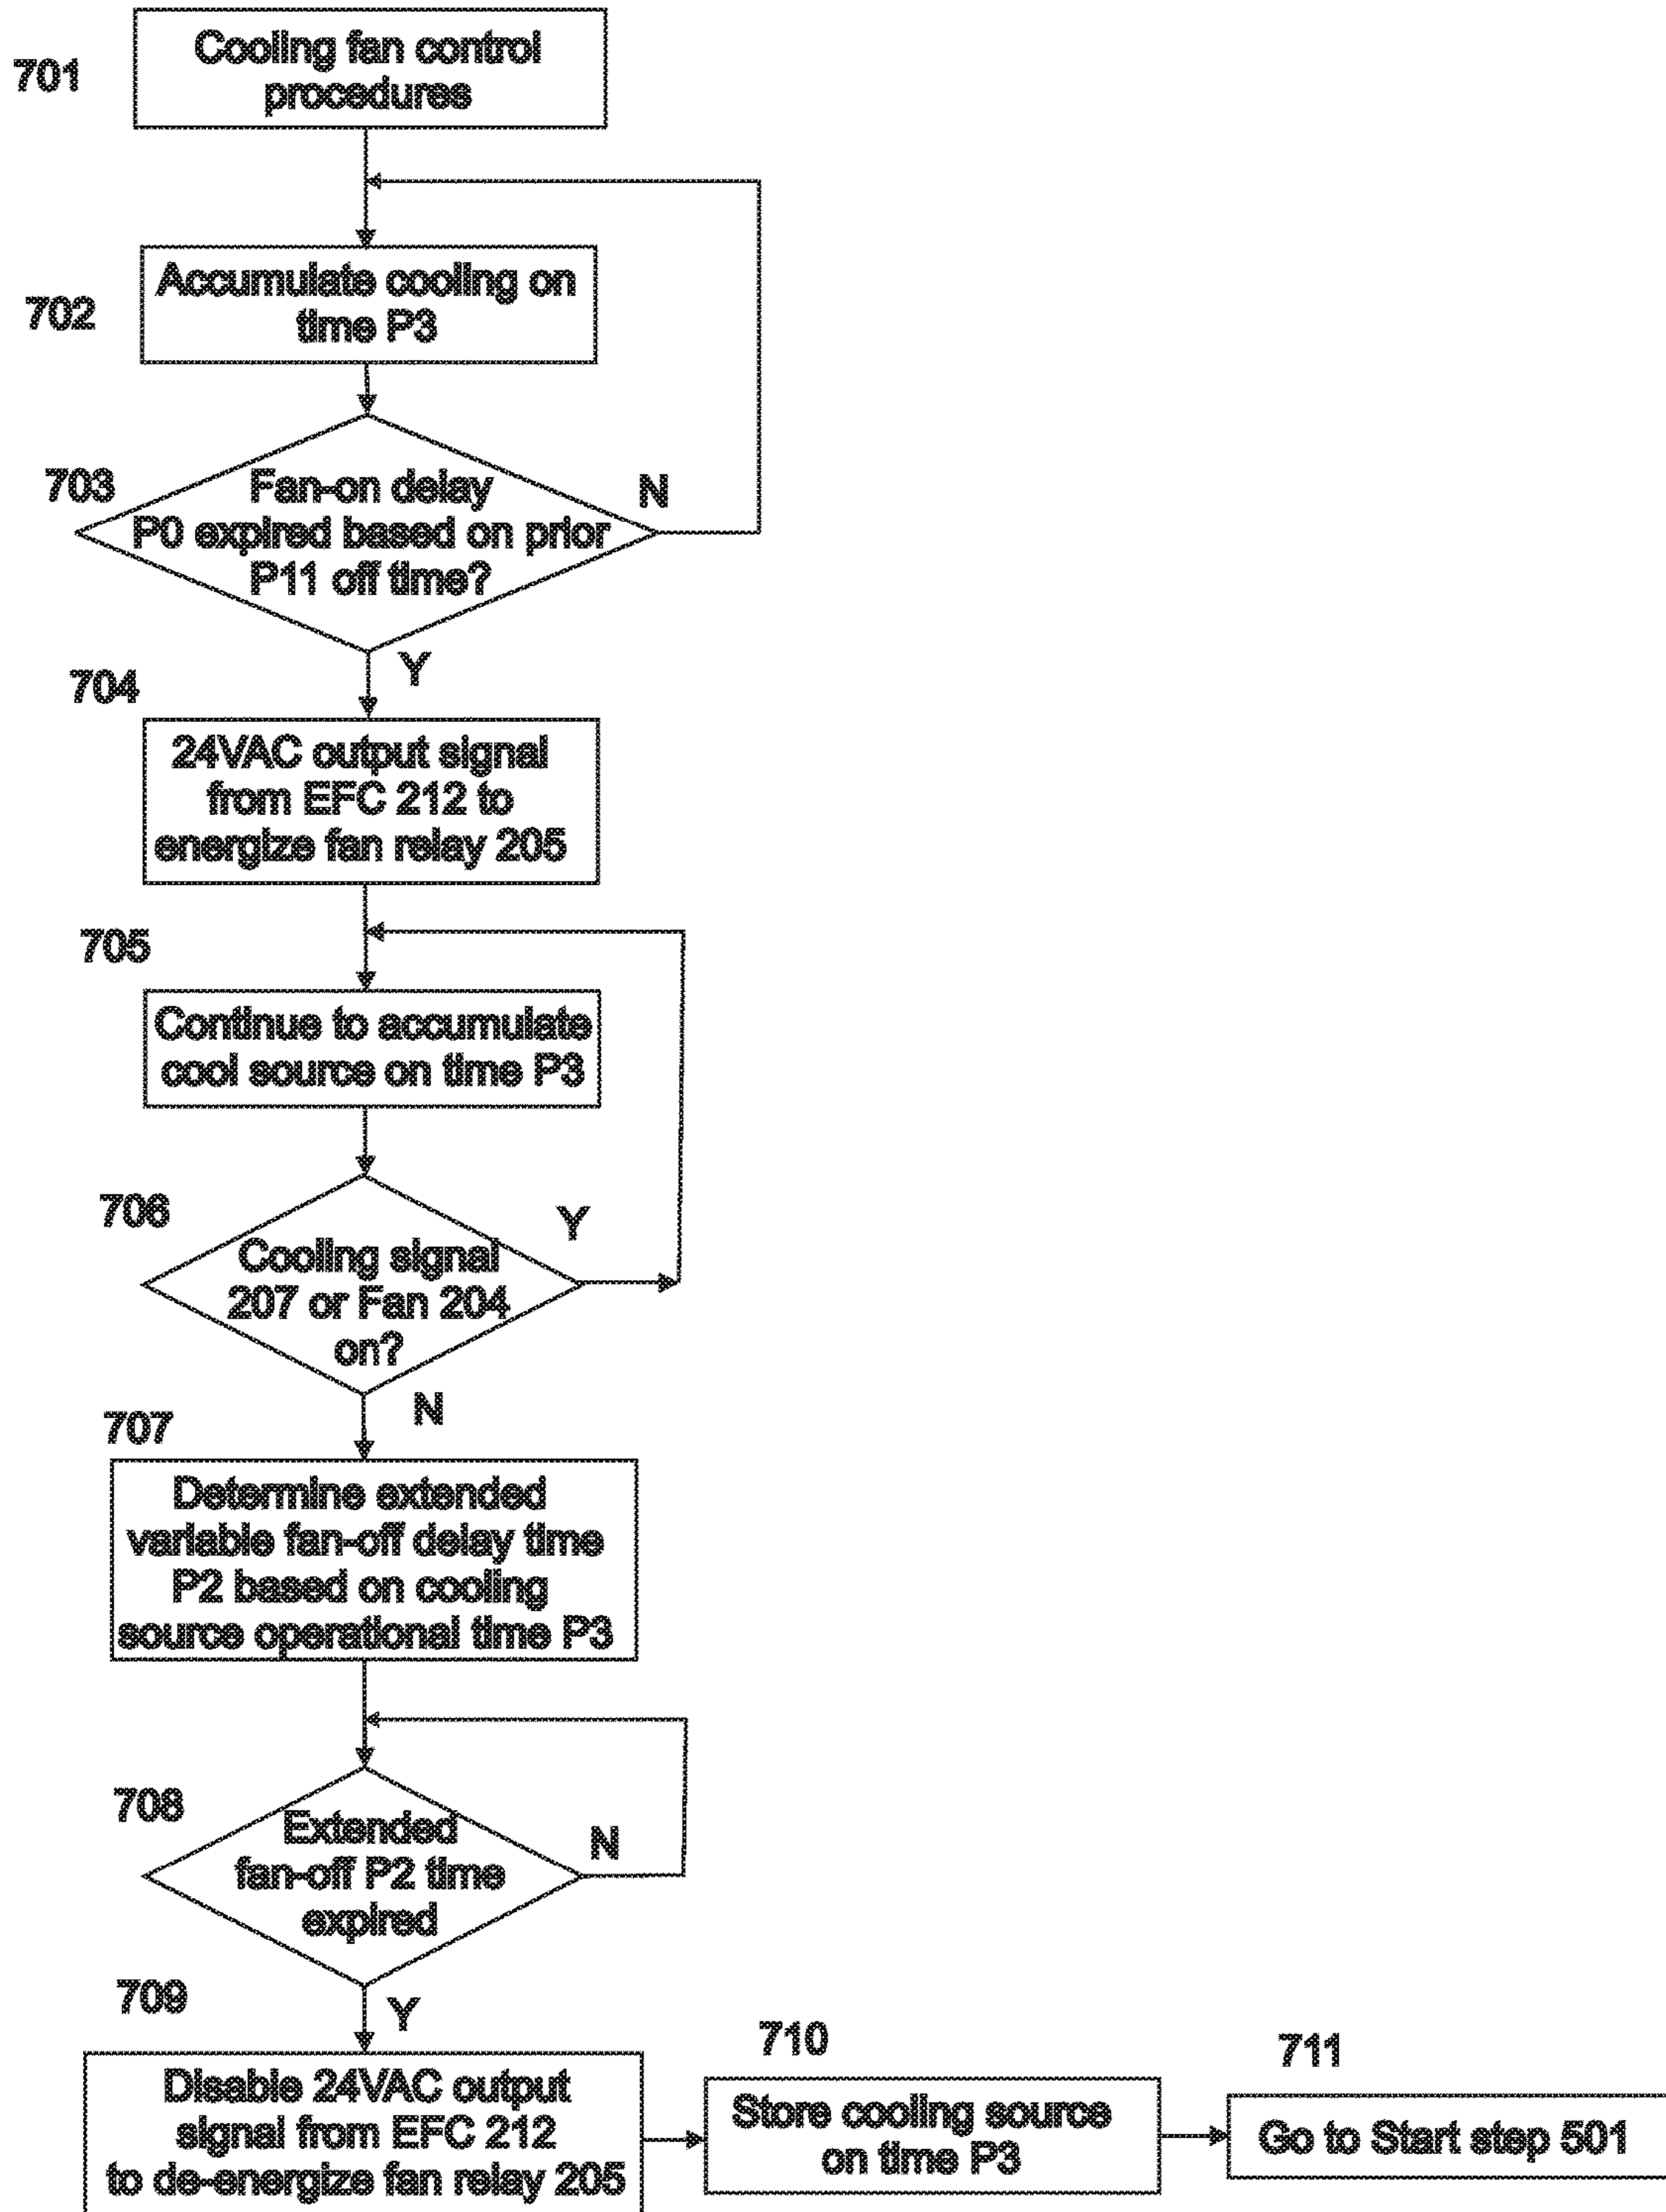 Cooling fan control
procedures
701
Accumulate cooling on
time P3
702
703
Fan-on delay
P0 expired based on prior
P11 off time?
N
Y
704
24VAC output signal
from EFC 212 to
energize fan relay 205
705
Continue to accumulate
cool source on time P3
706
Cooling signal
207 or Fan 204
on?
Y
N
707
Determine extended
variable fan-off delay time
P2 based on cooling
source operational time P3
708
Extended
fan-off P2 time
expired
N
Y
709
Disable 24VAC output
signal from EFC 212
to de-energize fan relay 205
710
Store cooling source
on time P3
711
Go to Start step 501